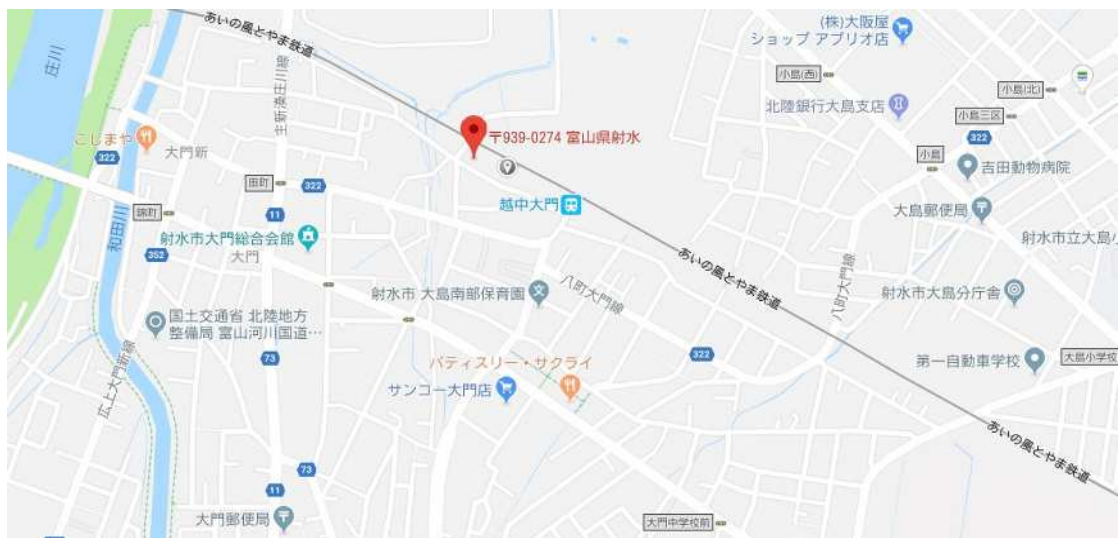 あいの風とやま鉄道
(株)大阪屋
ショップ アブリオ店
庄川
主新湊庄川線
小島(西)
小島(北)
北陸銀行大島支店
小島三区
こしまや
322
大門新
〒939-0274 富山県射水
322
小島
吉田動物病院
322
田町
322
越中大門
大島郵便局
錦町
11
和田川
射水市大門総合会館
大門
352
あいの風とやま鉄道
射水市立大島小
八町大門線
射水市 大島南部保育園
八町大門線
射水市大島分庁舎
国土交通省 北陸地方
整備局 富山河川国道…
322
73
パティスリー・サクライ
第一自動車学校
大島小学校
サンコー大門店
広上大門新線
あいの風とやま鉄道
73
11
大門郵便局
大門中学校前